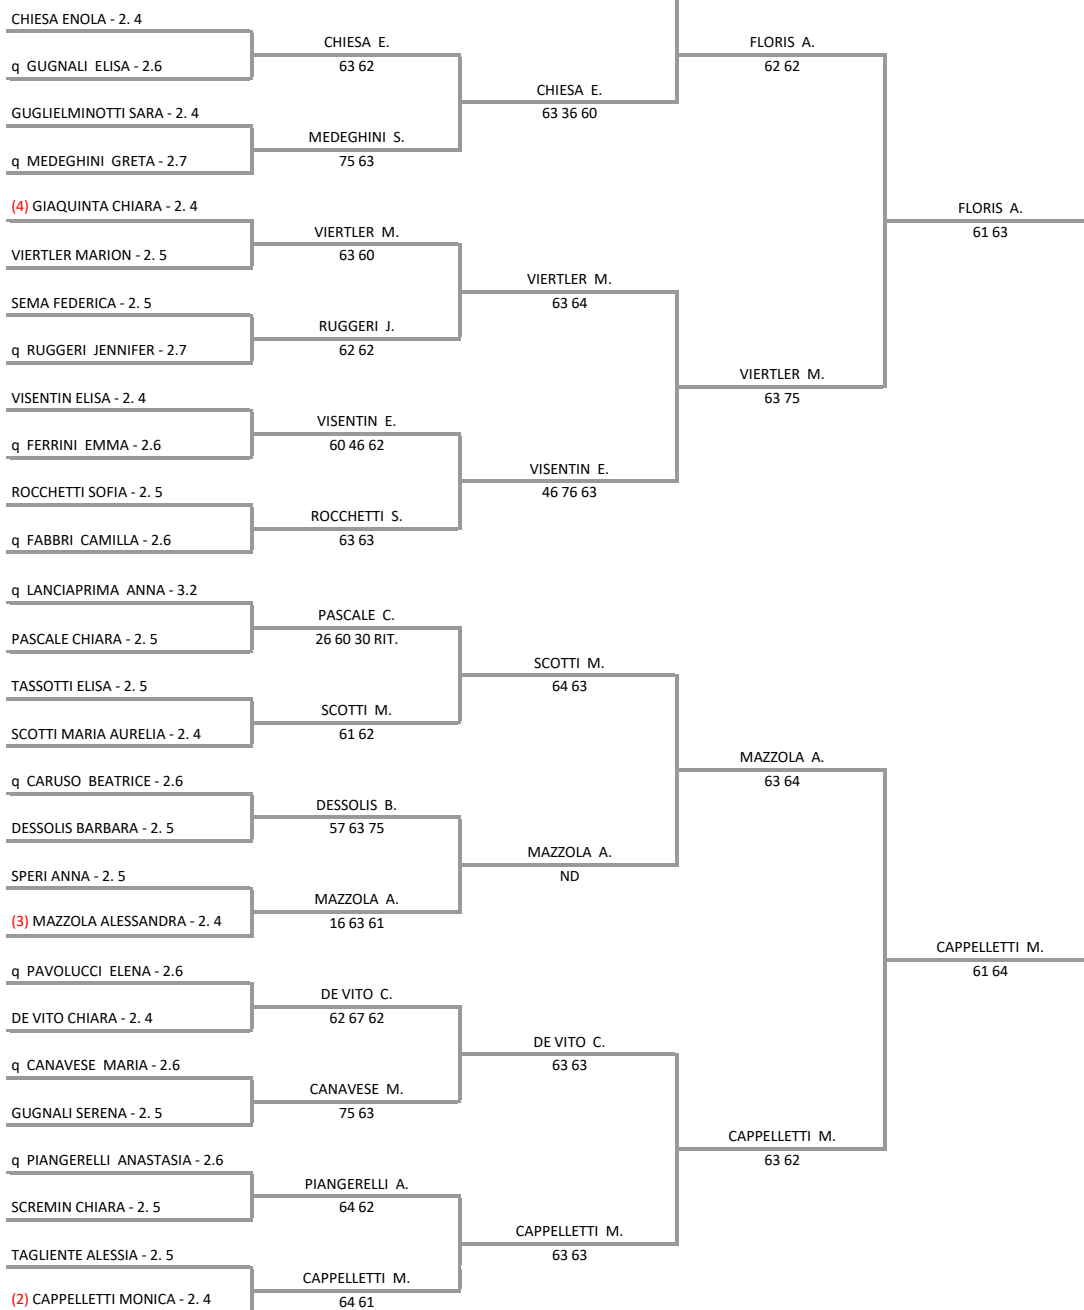 CHIESA ENOLA - 2. 4
q GUGNALI ELISA - 2.6
GUGLIELMINOTTI SARA - 2. 4
q MEDEGHINI GRETA - 2.7
(4) GIAQUINTA CHIARA - 2. 4
VIERTLER MARION - 2. 5
SEMA FEDERICA - 2. 5
q RUGGERI JENNIFER - 2.7
VISENTIN ELISA - 2. 4
q FERRINI EMMA - 2.6
ROCCHETTI SOFIA - 2. 5
q FABBRI CAMILLA - 2.6
q LANCIAPRIMA ANNA - 3.2
PASCALE CHIARA - 2. 5
TASSOTTI ELISA - 2. 5
SCOTTI MARIA AURELIA - 2. 4
q CARUSO BEATRICE - 2.6
DESSOLIS BARBARA - 2. 5
SPERI ANNA - 2. 5
(3) MAZZOLA ALESSANDRA - 2. 4
q PAVOLUCCI ELENA - 2.6
DE VITO CHIARA - 2. 4
q CANAVESE MARIA - 2.6
GUGNALI SERENA - 2. 5
q PIANGERELLI ANASTASIA - 2.6
SCREMIN CHIARA - 2. 5
TAGLIENTE ALESSIA - 2. 5
(2) CAPPELLETTI MONICA - 2. 4
CHIESA E.
63 62
MEDEGHINI S.
75 63
VIERTLER M.
63 60
RUGGERI J.
62 62
VISENTIN E.
60 46 62
ROCCHETTI S.
63 63
PASCALE C.
26 60 30 RIT.
SCOTTI M.
61 62
DESSOLIS B.
57 63 75
MAZZOLA A.
16 63 61
DE VITO C.
62 67 62
CANAVESE M.
75 63
PIANGERELLI A.
64 62
CAPPELLETTI M.
64 61
CHIESA E.
63 36 60
VIERTLER M.
63 64
VISENTIN E.
46 76 63
SCOTTI M.
64 63
MAZZOLA A.
ND
DE VITO C.
63 63
CAPPELLETTI M.
63 63
FLORIS A.
62 62
VIERTLER M.
63 75
MAZZOLA A.
63 64
CAPPELLETTI M.
63 62
FLORIS A.
61 63
CAPPELLETTI M.
61 64